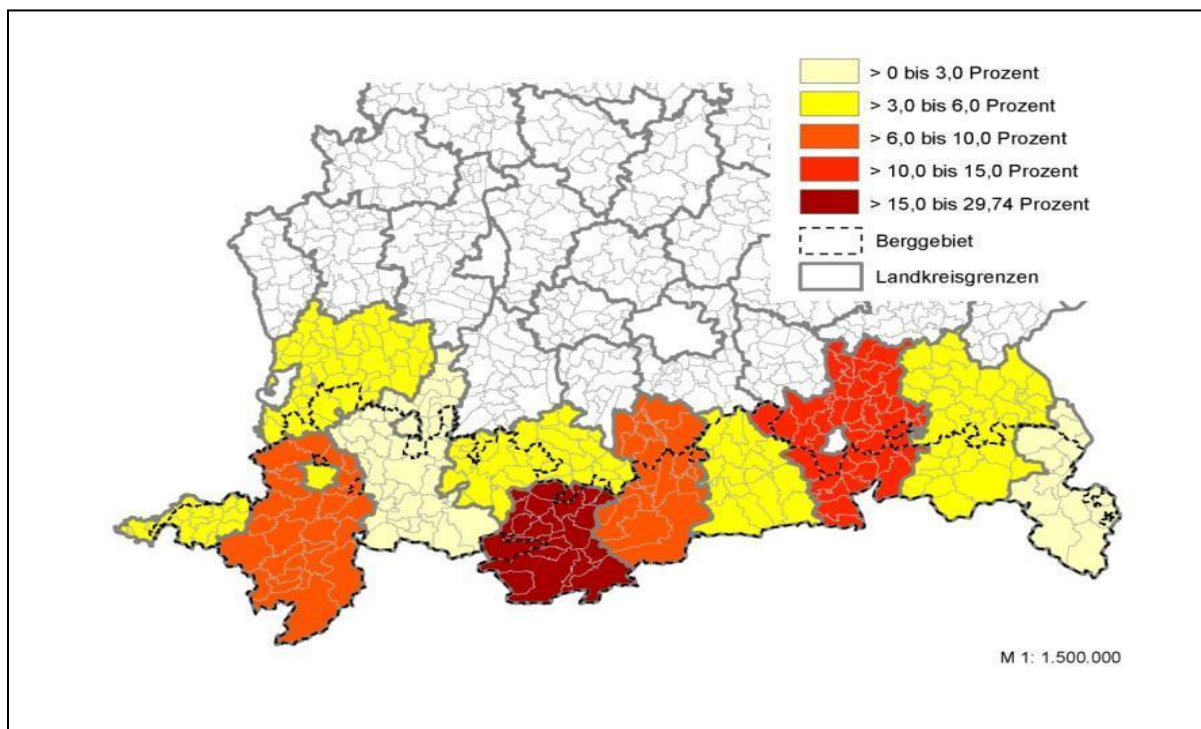 > 0 bis 3,0 Prozent
> 3,0 bis 6,0 Prozent
> 6,0 bis 10,0 Prozent
> 10,0 bis 15,0 Prozent
> 15,0 bis 29,74 Prozent
Berggebiet
Landkreisgrenzen
M 1: 1.500.000